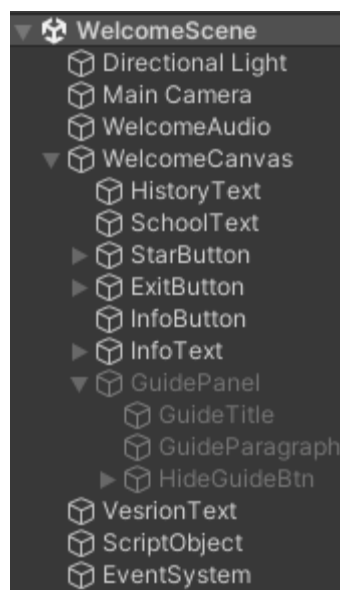 WelcomeScene
Directional Light
Main Camera
WelcomeAudio
WelcomeCanvas
HistoryText
SchoolText
StarButton
ExitButton
InfoButton
InfoText
GuidePanel
GuideTitle
GuideParagraph
HideGuideBtn
VesrionText
ScriptObject
EventSystem